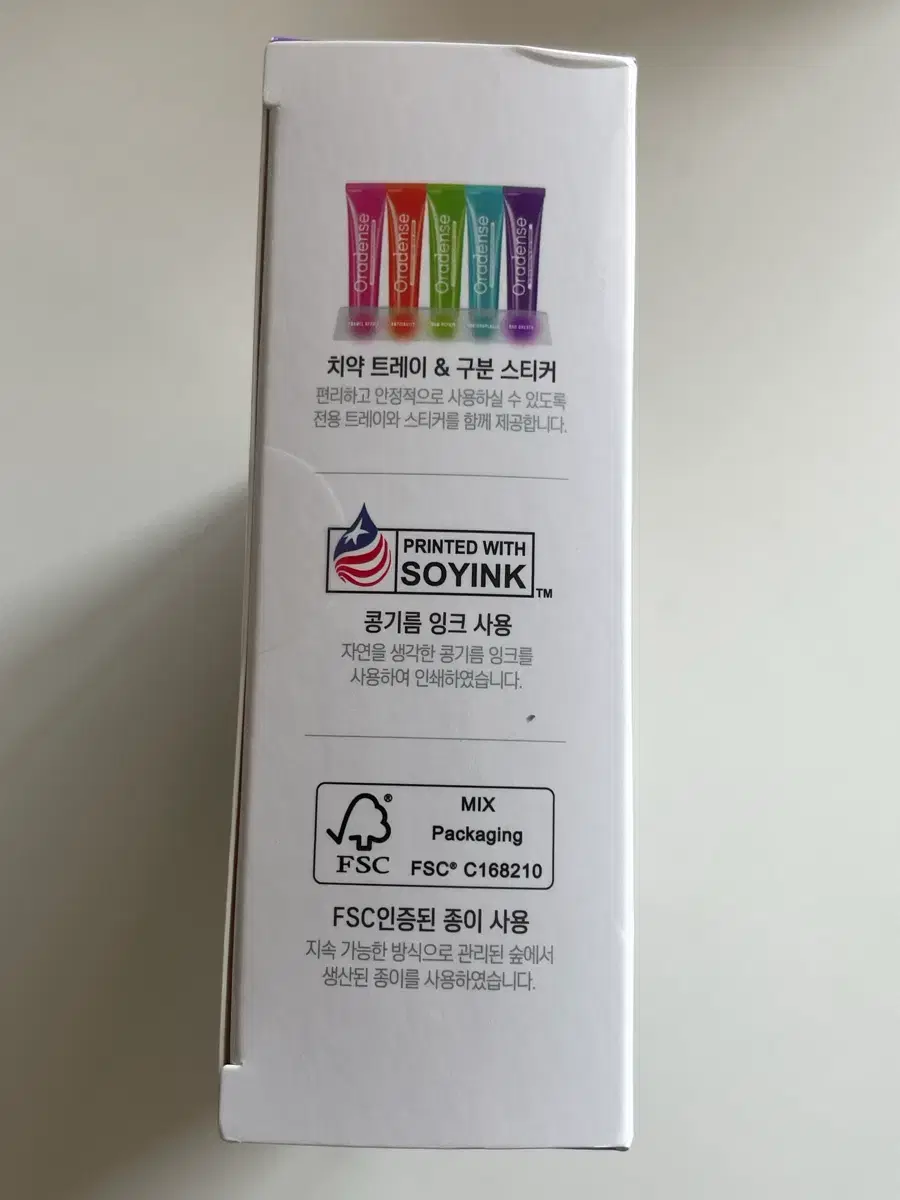 Oradense
Oradense
Oradense
Oradense
Oradense
치약 트레이 & 구분 스티커
편리하고 안정적으로 사용하실 수 있도록
전용 트레이와 스티커를 함께 제공합니다.
PRINTED WITH
SOYINK
TM
콩기름 잉크 사용
자연을 생각한 콩기름 잉크를
사용하여 인쇄하였습니다.
FSC
MIX
Packaging
FSC® C168210
FSC인증된 종이 사용
지속 가능한 방식으로 관리된 숲에서
생산된 종이를 사용하였습니다.